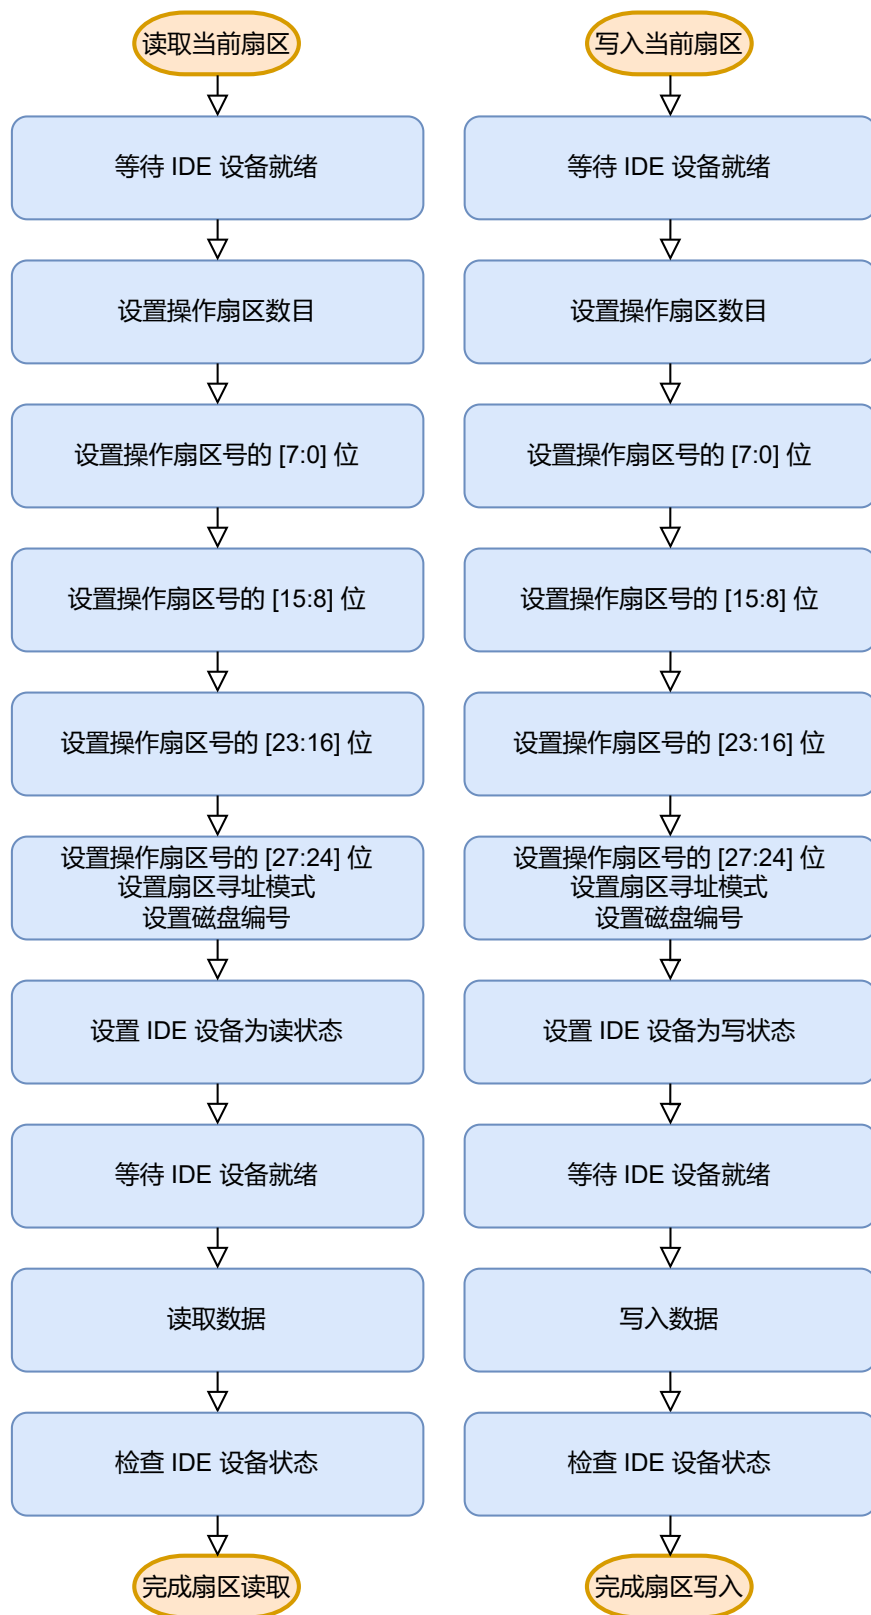 读取当前扇区
等待 IDE 设备就绪
设置操作扇区数目
设置操作扇区号的 [7:0] 位
设置操作扇区号的 [15:8] 位
设置操作扇区号的 [23:16] 位
设置操作扇区号的 [27:24] 位
设置扇区寻址模式
设置磁盘编号
设置 IDE 设备为读状态
等待 IDE 设备就绪
读取数据
检查 IDE 设备状态
完成扇区读取
写入当前扇区
等待 IDE 设备就绪
设置操作扇区数目
设置操作扇区号的 [7:0] 位
设置操作扇区号的 [15:8] 位
设置操作扇区号的 [23:16] 位
设置操作扇区号的 [27:24] 位
设置扇区寻址模式
设置磁盘编号
设置 IDE 设备为写状态
等待 IDE 设备就绪
写入数据
检查 IDE 设备状态
完成扇区写入